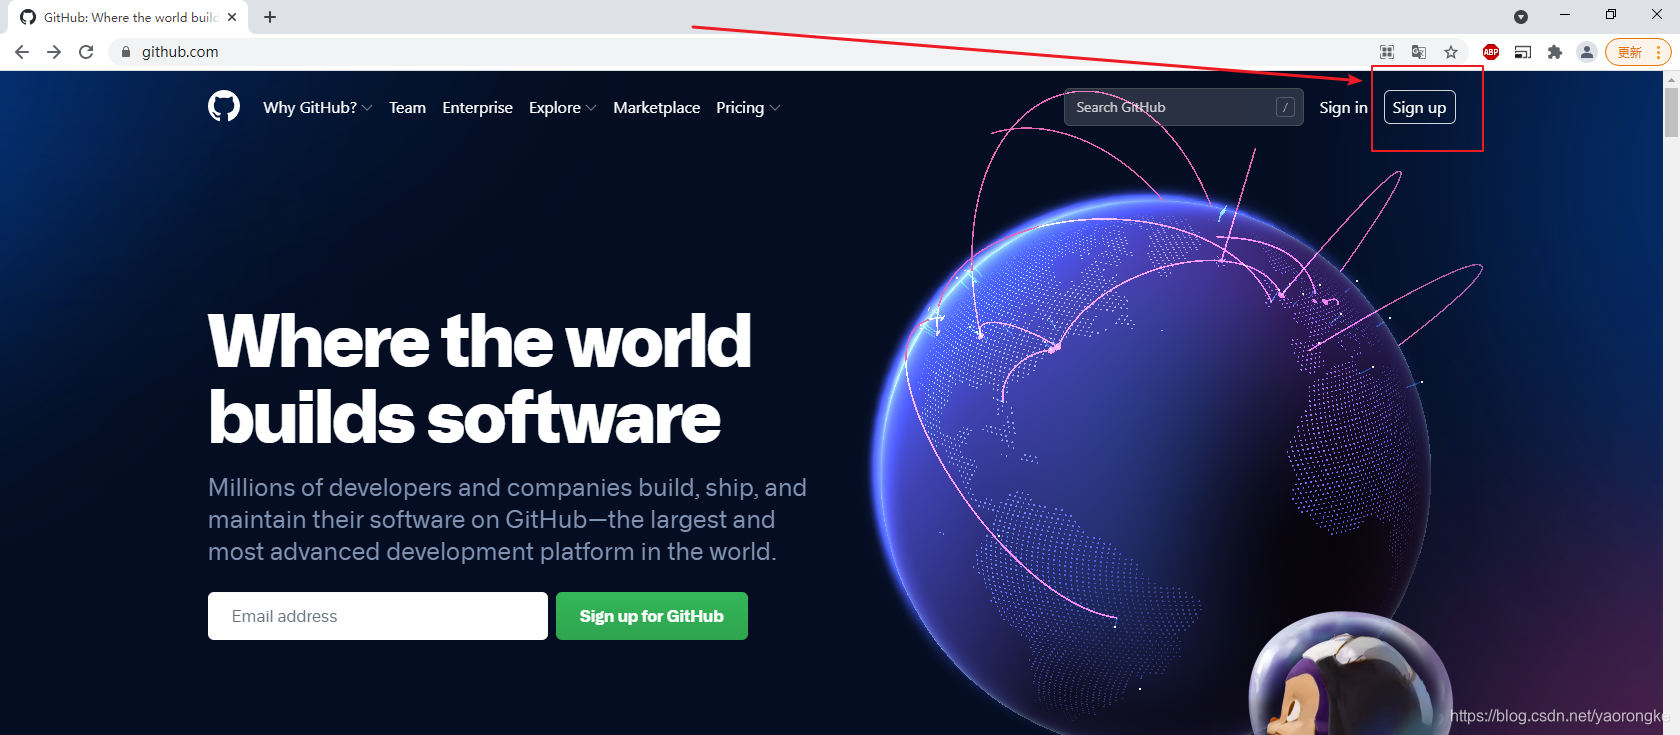 GitHub: Where the world build
github.com
ABP
更新
Why GitHub?
Team
Enterprise
Explore
Marketplace
Pricing
Search GitHub
/
Sign in
Sign up
Where the world
builds software
Millions of developers and companies build, ship, and
maintain their software on GitHub—the largest and
most advanced development platform in the world.
Email address
Sign up for GitHub
https://blog.csdn.net/yaorongke